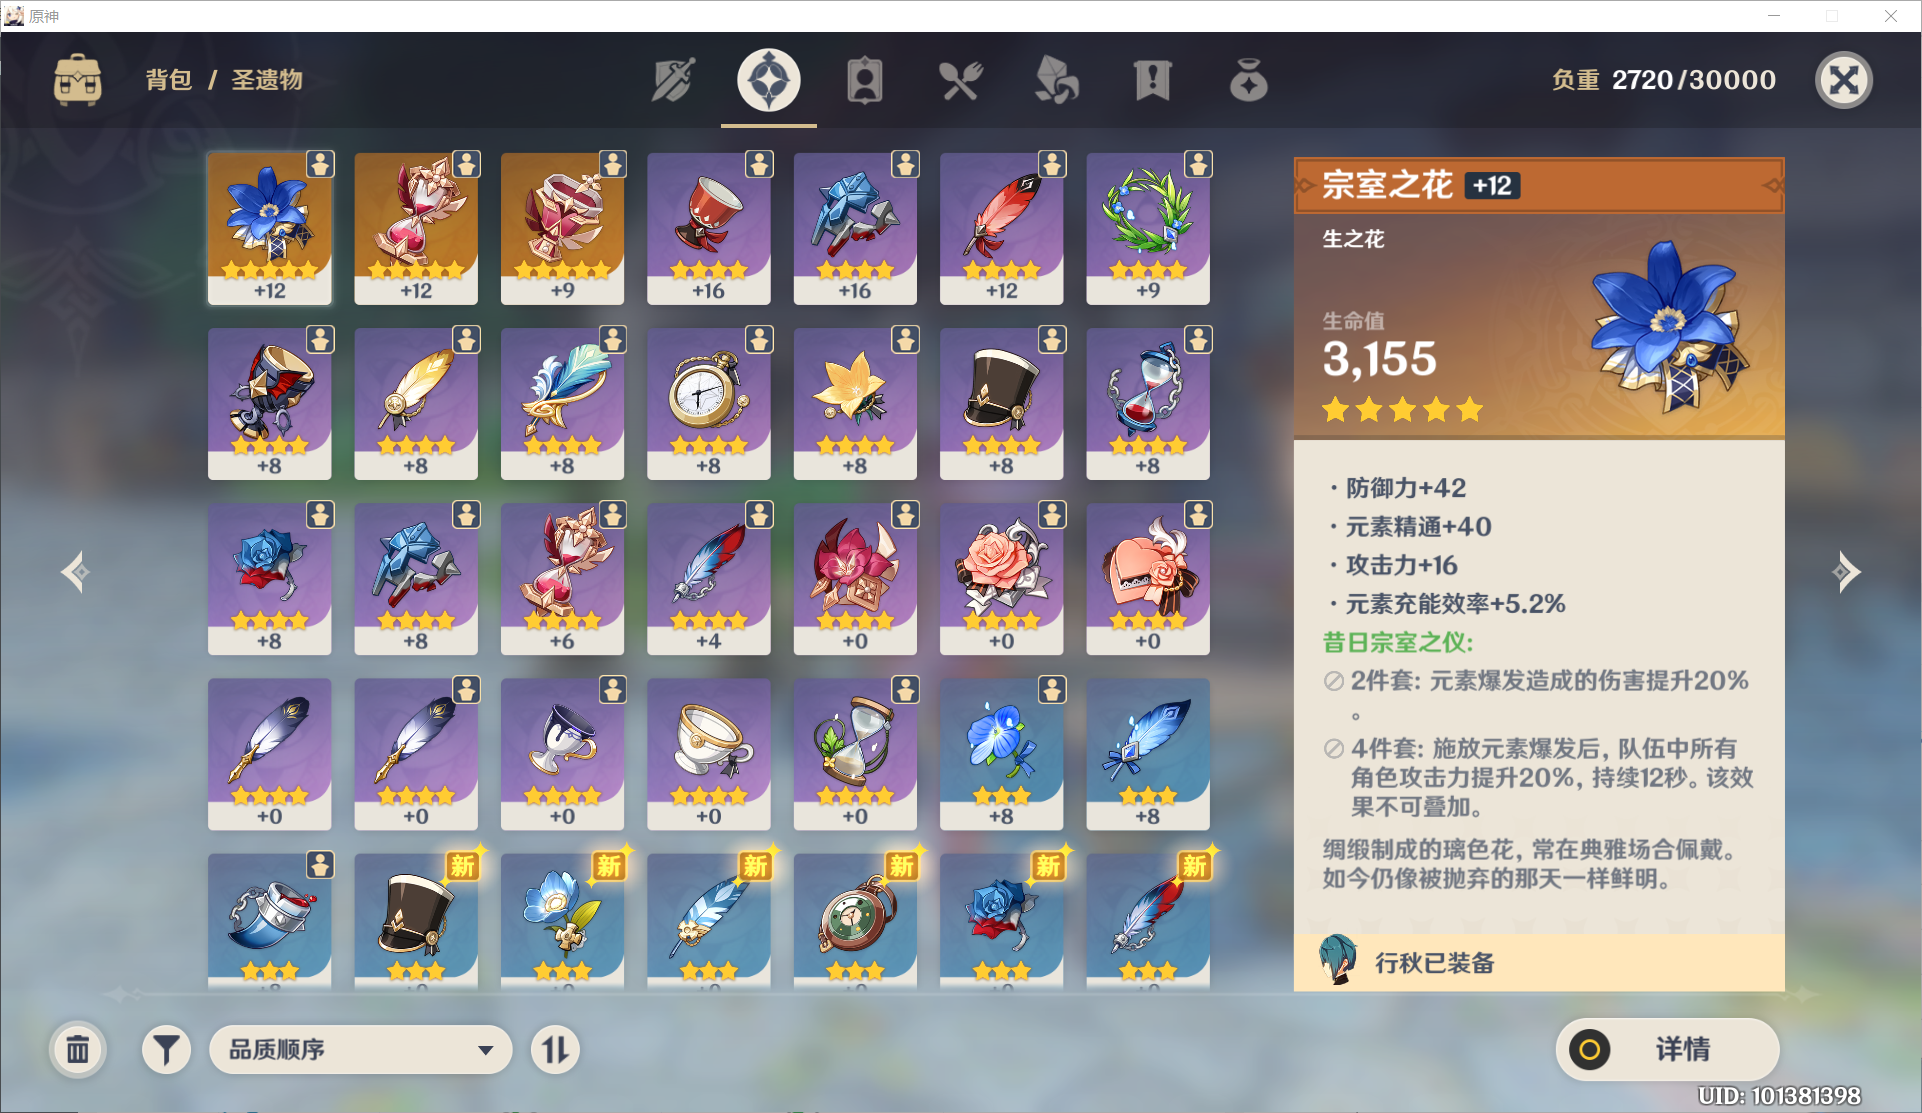 原神
背包 / 圣遗物
负重 2720/30000
+12
+12
+9
+16
+16
+12
+9
+8
+8
+8
+8
+8
+8
+8
+8
+8
+6
+4
+0
+0
+0
+0
+0
+0
+0
+0
+8
+8
新
新
新
新
新
新
宗室之花 +12
生之花
生命值
3,155
·防御力+42
·元素精通+40
·攻击力+16
·元素充能效率+5.2%
昔日宗室之仪:
2件套: 元素爆发造成的伤害提升20%
。
4件套: 施放元素爆发后, 队伍中所有
角色攻击力提升20%, 持续12秒。该效
果不可叠加。
绸缎制成的璃色花, 常在典雅场合佩戴。
如今仍像被抛弃的那天一样鲜明。
行秋已装备
品质顺序
详情
UID: 101381398